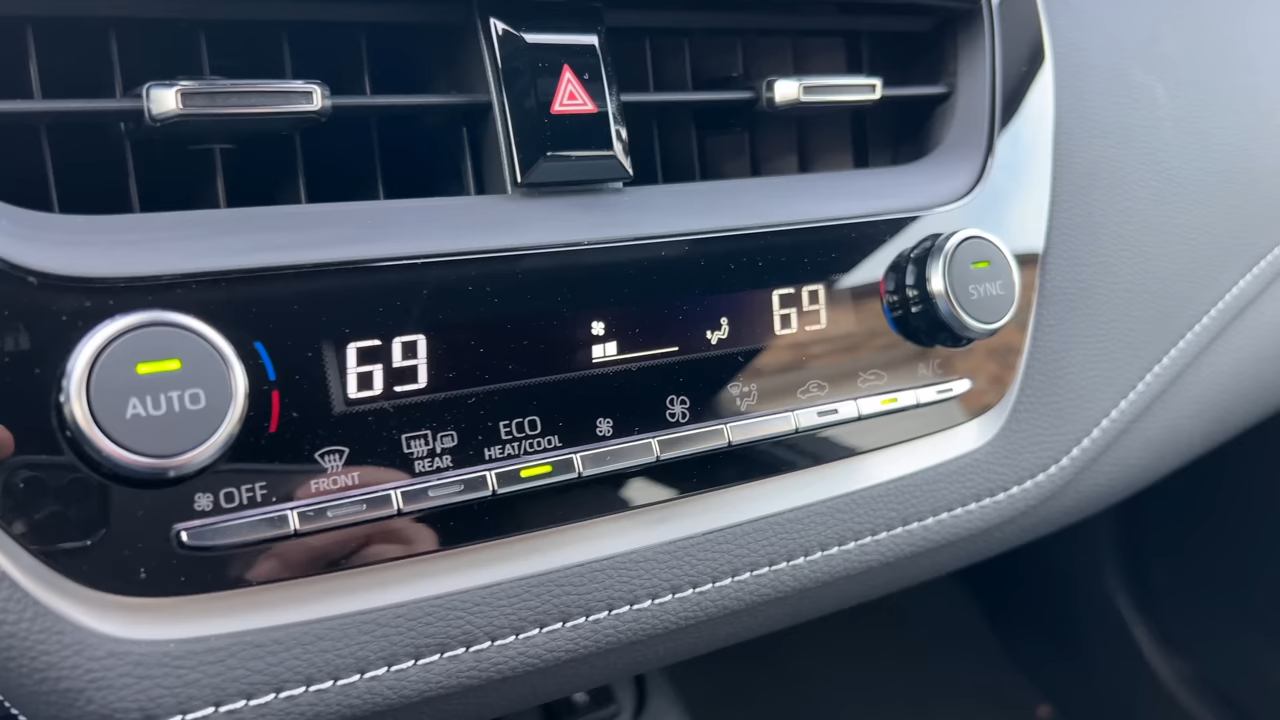 69
69
SYNC
AUTO
OFF
FRONT
REAR
ECO
HEAT/COOL
A/C